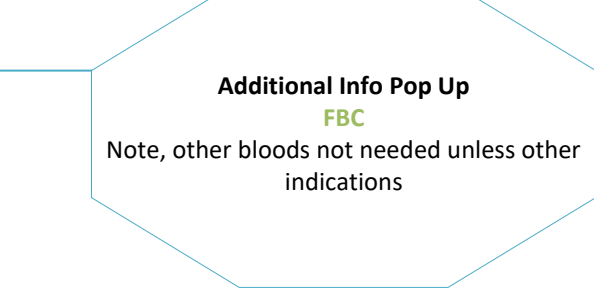 Additional Info Pop Up
FBC
Note, other bloods not needed unless other
indications